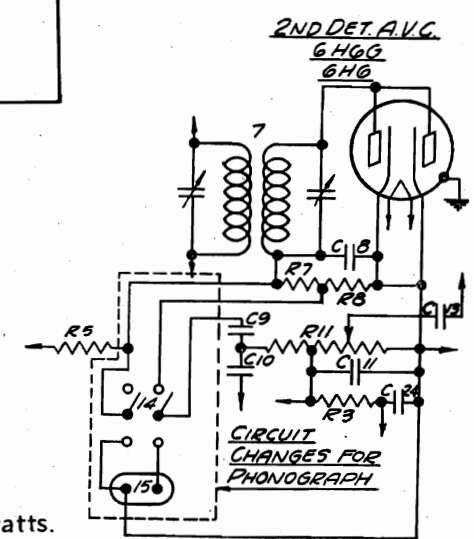 2ND DET. A.V.C.
6H6G
6H6
7
C8
R7
R8
C13
R5
C9
R11
C10
C11
14
R3
C24
CIRCUIT
CHANGES FOR
PHONOGRAPH
15
atts.